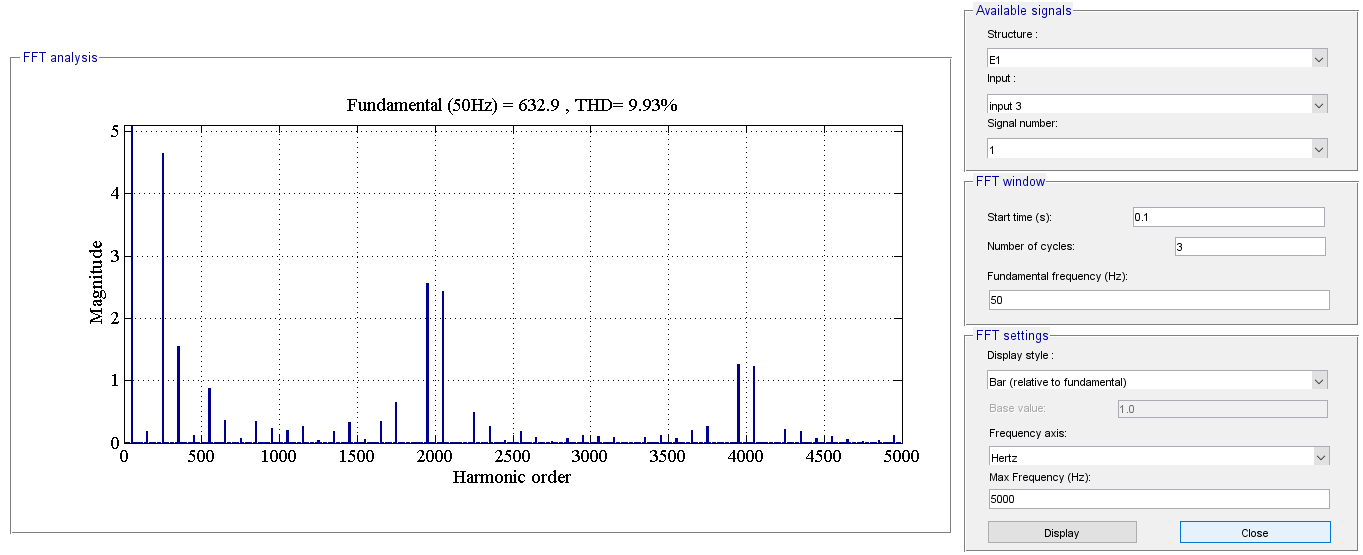 FFT analysis
Fundamental (50Hz) = 632.9 , THD= 9.93%
5
4
3
2
1
0
Magnitude
0 500 1000 1500 2000 2500 3000 3500 4000 4500 5000
Harmonic order
Available signals
Structure :
E1
Input :
input 3
Signal number:
1
FFT window
Start time (s):
0.1
Number of cycles:
3
Fundamental frequency (Hz):
50
FFT settings
Display style :
Bar (relative to fundamental)
Base value:
1.0
Frequency axis:
Hertz
Max Frequency (Hz):
5000
Display
Close